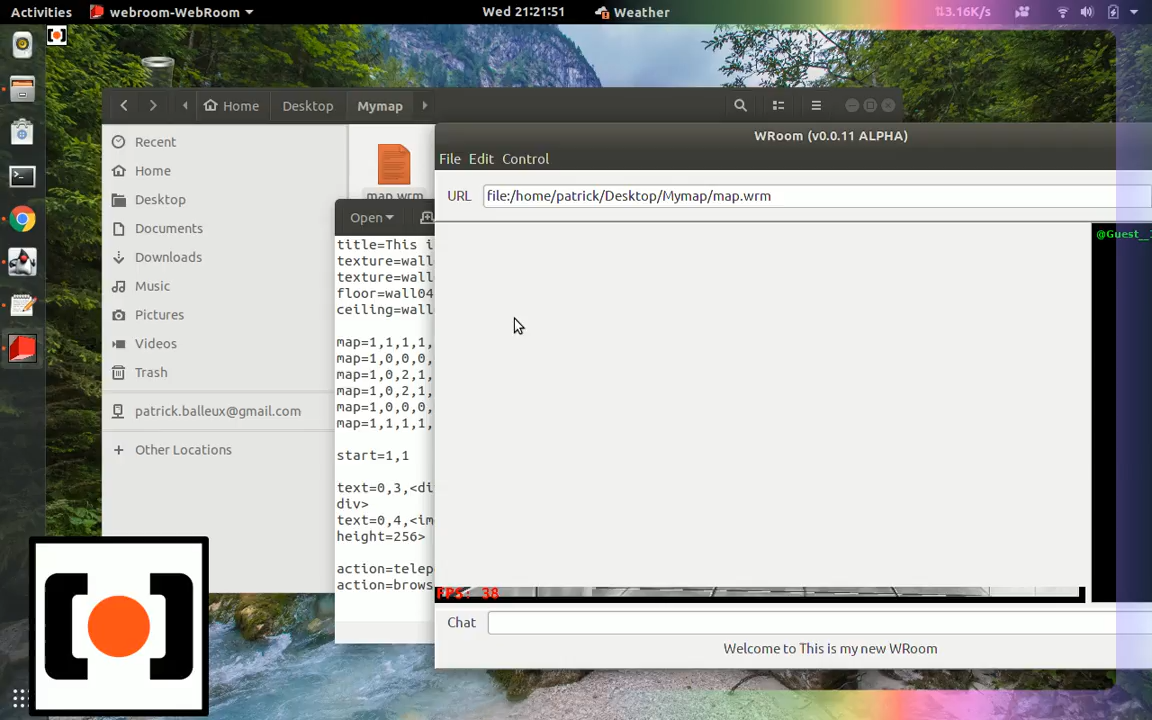 Activities webroom-WebRoom Wed 21:21:51 Weather 3.16K/s
Home Desktop Mymap
WRoom (v0.0.11 ALPHA)
Recent
Home
Desktop
Documents
Downloads
Music
Pictures
Videos
Trash
patrick.balleux@gmail.com
Other Locations
map.wrm
File Edit Control
URL file:/home/patrick/Desktop/Mymap/map.wrm
@Guest_
Open
title=This i
texture=wall
texture=wall
floor=wall04
ceiling=wall
map=1,1,1,1,
map=1,0,0,0,
map=1,0,2,1,
map=1,0,2,1,
map=1,0,0,0,
map=1,1,1,1,
start=1,1
text=0,3,<di
div>
text=0,4,<im
height=256>
action=telep
action=brows
FPS: 38
Chat
Welcome to This is my new WRoom